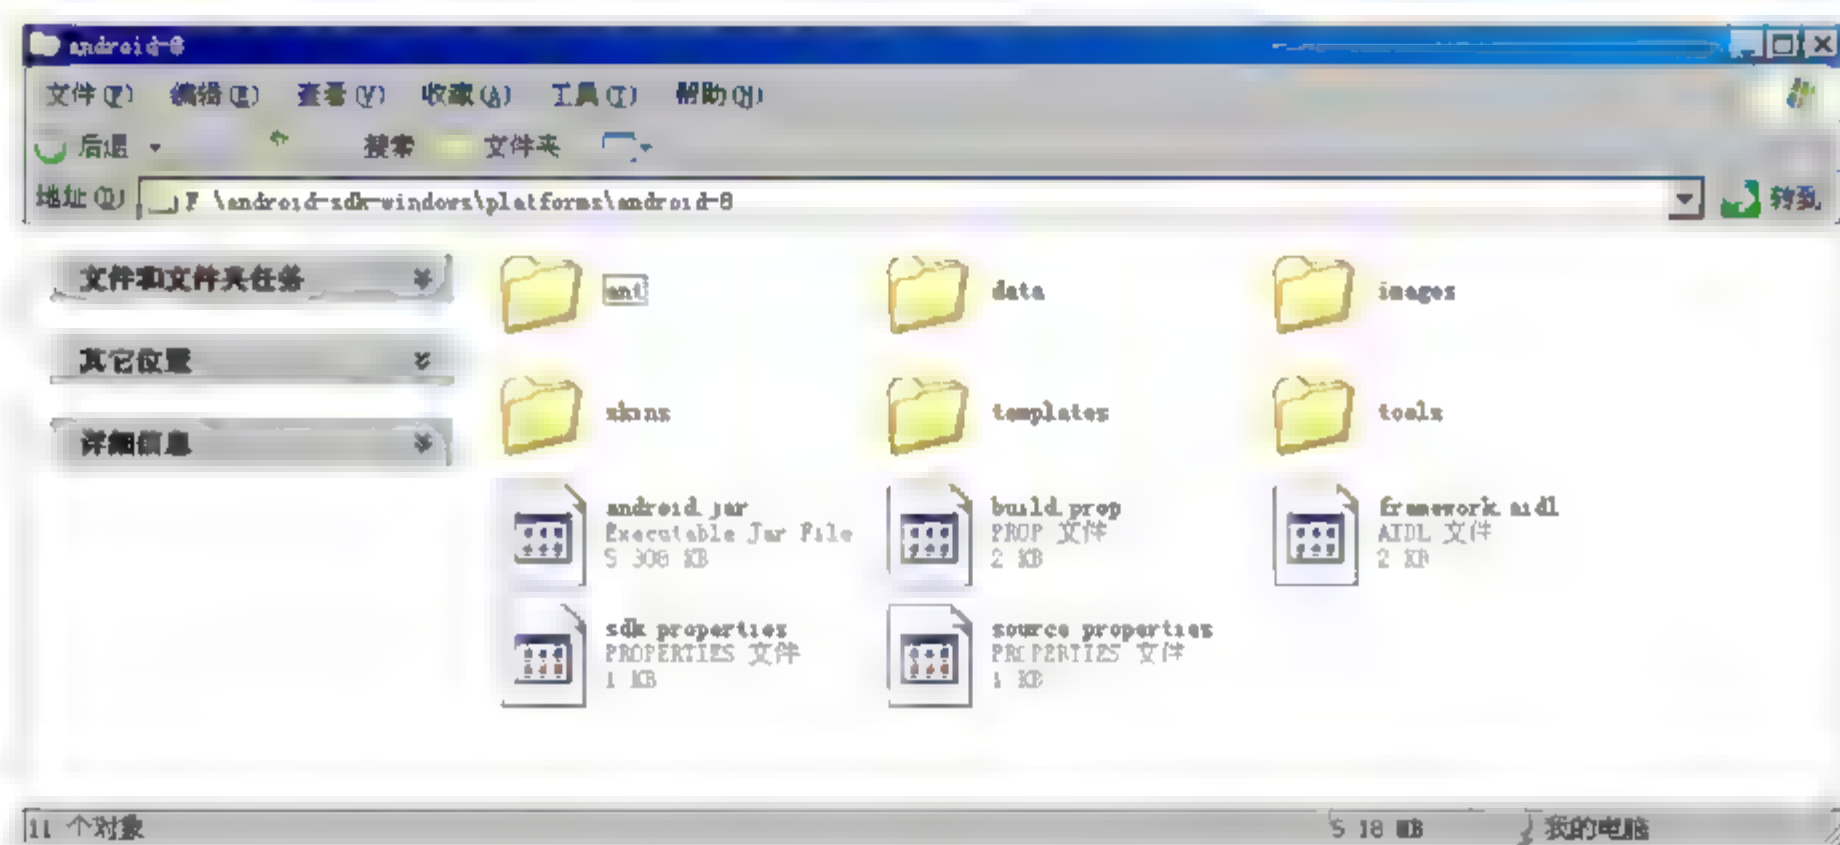 android-8
文件(F) 编辑(E) 查看(V) 收藏(A) 工具(T) 帮助(H)
后退 搜索 文件夹
地址(D) F:\android-sdk-windows\platforms\android-8 转到
文件和文件夹任务
其它位置
详细信息
ant data images
skins templates tools
android.jar build.prop framework.aidl
Executable Jar File PROP 文件 AIDL 文件
KB 2 KB 2 KB
sdk.properties source.properties
PROPERTIES 文件 PROPERTIES 文件
1 KB 1 KB
11 个对象 5.18 MB 我的电脑